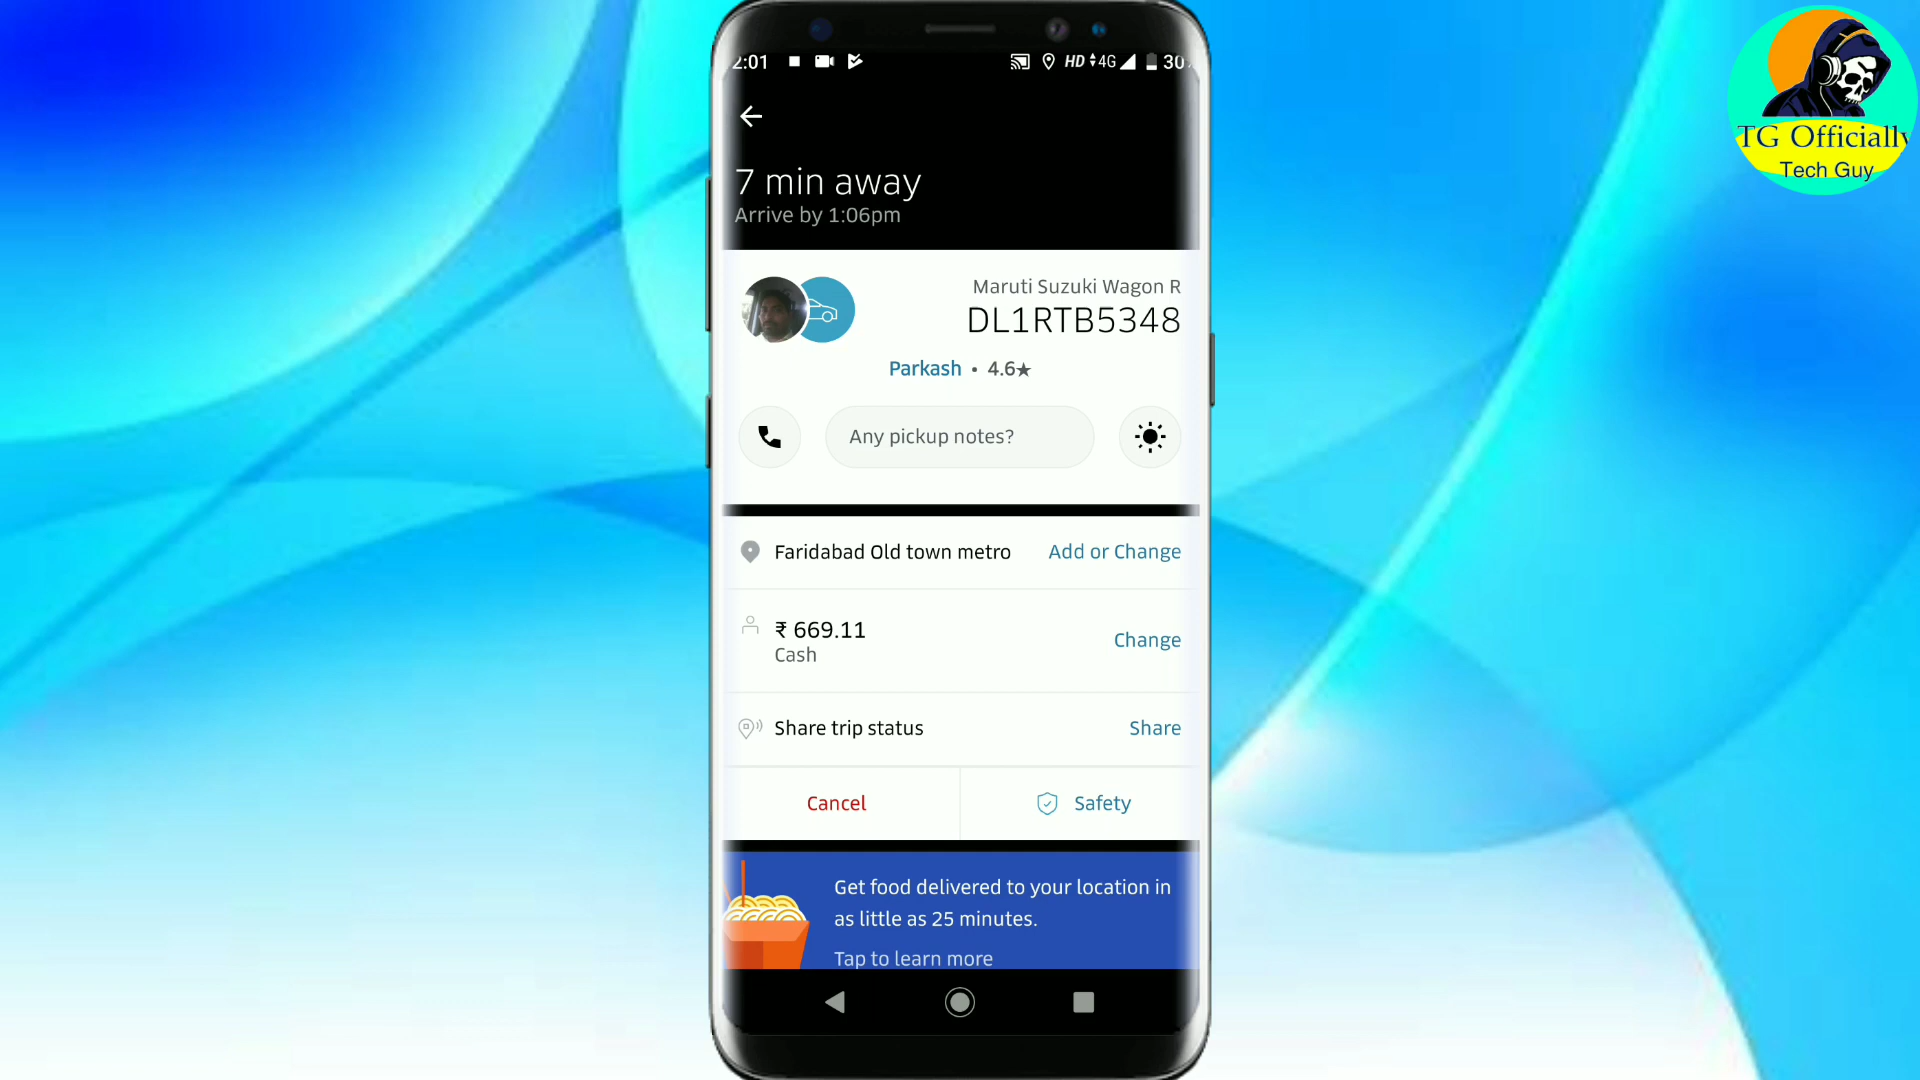 2:01 HD 4G 30
TG Officially
Tech Guy
7 min away
Arrive by 1:06pm
Maruti Suzuki Wagon R
DL1RTB5348
Parkash • 4.6★
Any pickup notes?
Faridabad Old town metro Add or Change
₹ 669.11
Cash
Change
Share trip status Share
Cancel Safety
Get food delivered to your location in
as little as 25 minutes.
Tap to learn more